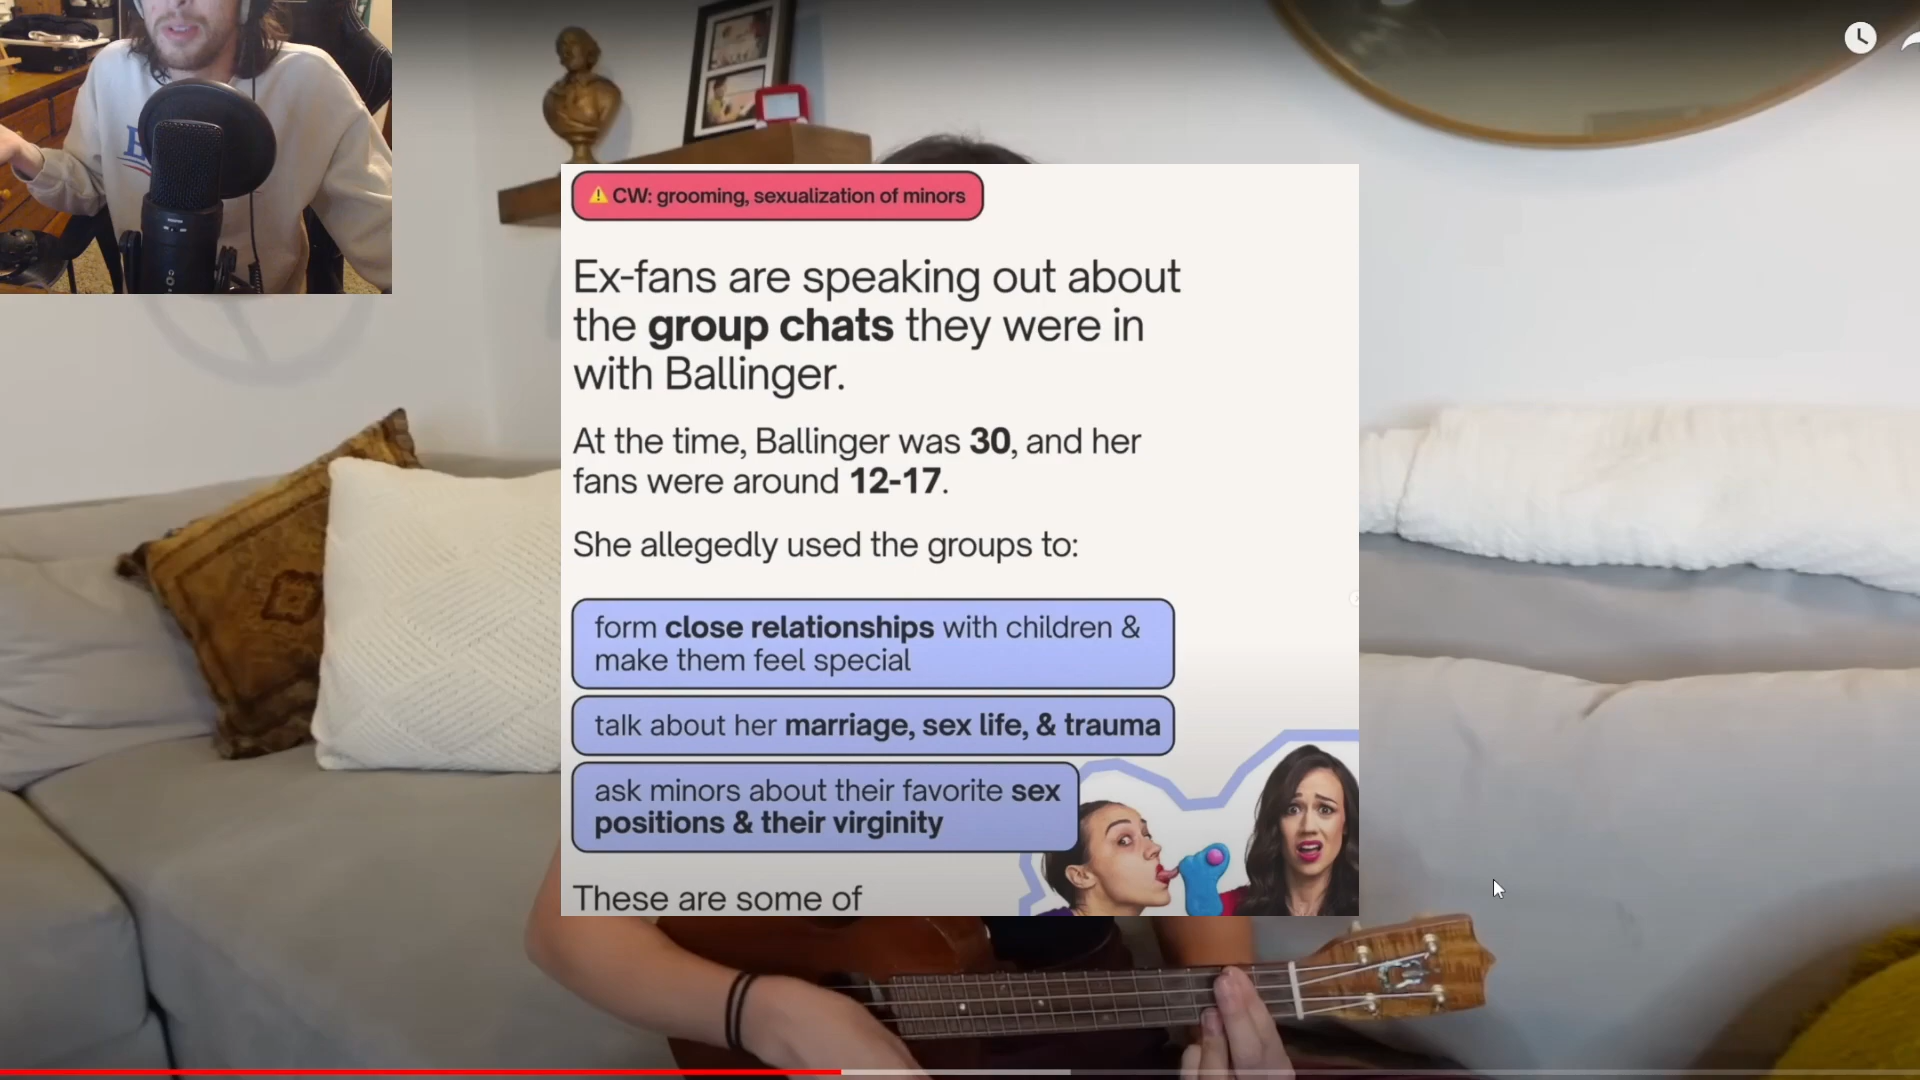 ⚠ CW: grooming, sexualization of minors
Ex-fans are speaking out about
the group chats they were in
with Ballinger.
At the time, Ballinger was 30, and her
fans were around 12-17.
She allegedly used the groups to:
form close relationships with children &
make them feel special
talk about her marriage, sex life, & trauma
ask minors about their favorite sex
positions & their virginity
These are some of